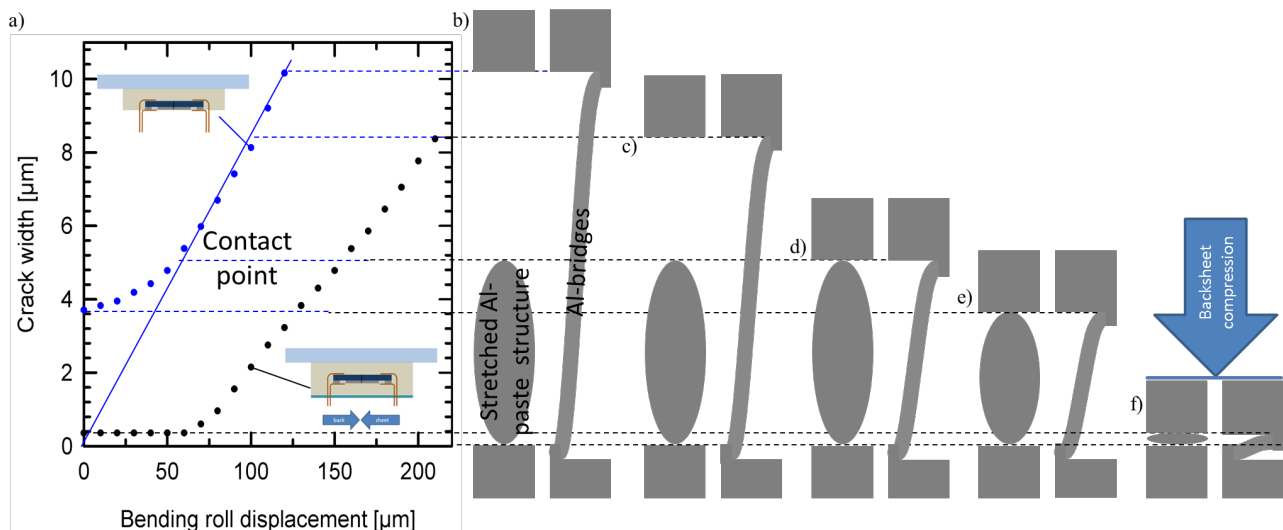 a)
10
8
6
4
2
0
Crack width [µm]
Contact
point
back
sheet
0
50
100
150
200
Bending roll displacement [µm]
b)
Stretched Al-
paste structure
Al-bridges
c)
d)
e)
Backsheet
compression
f)